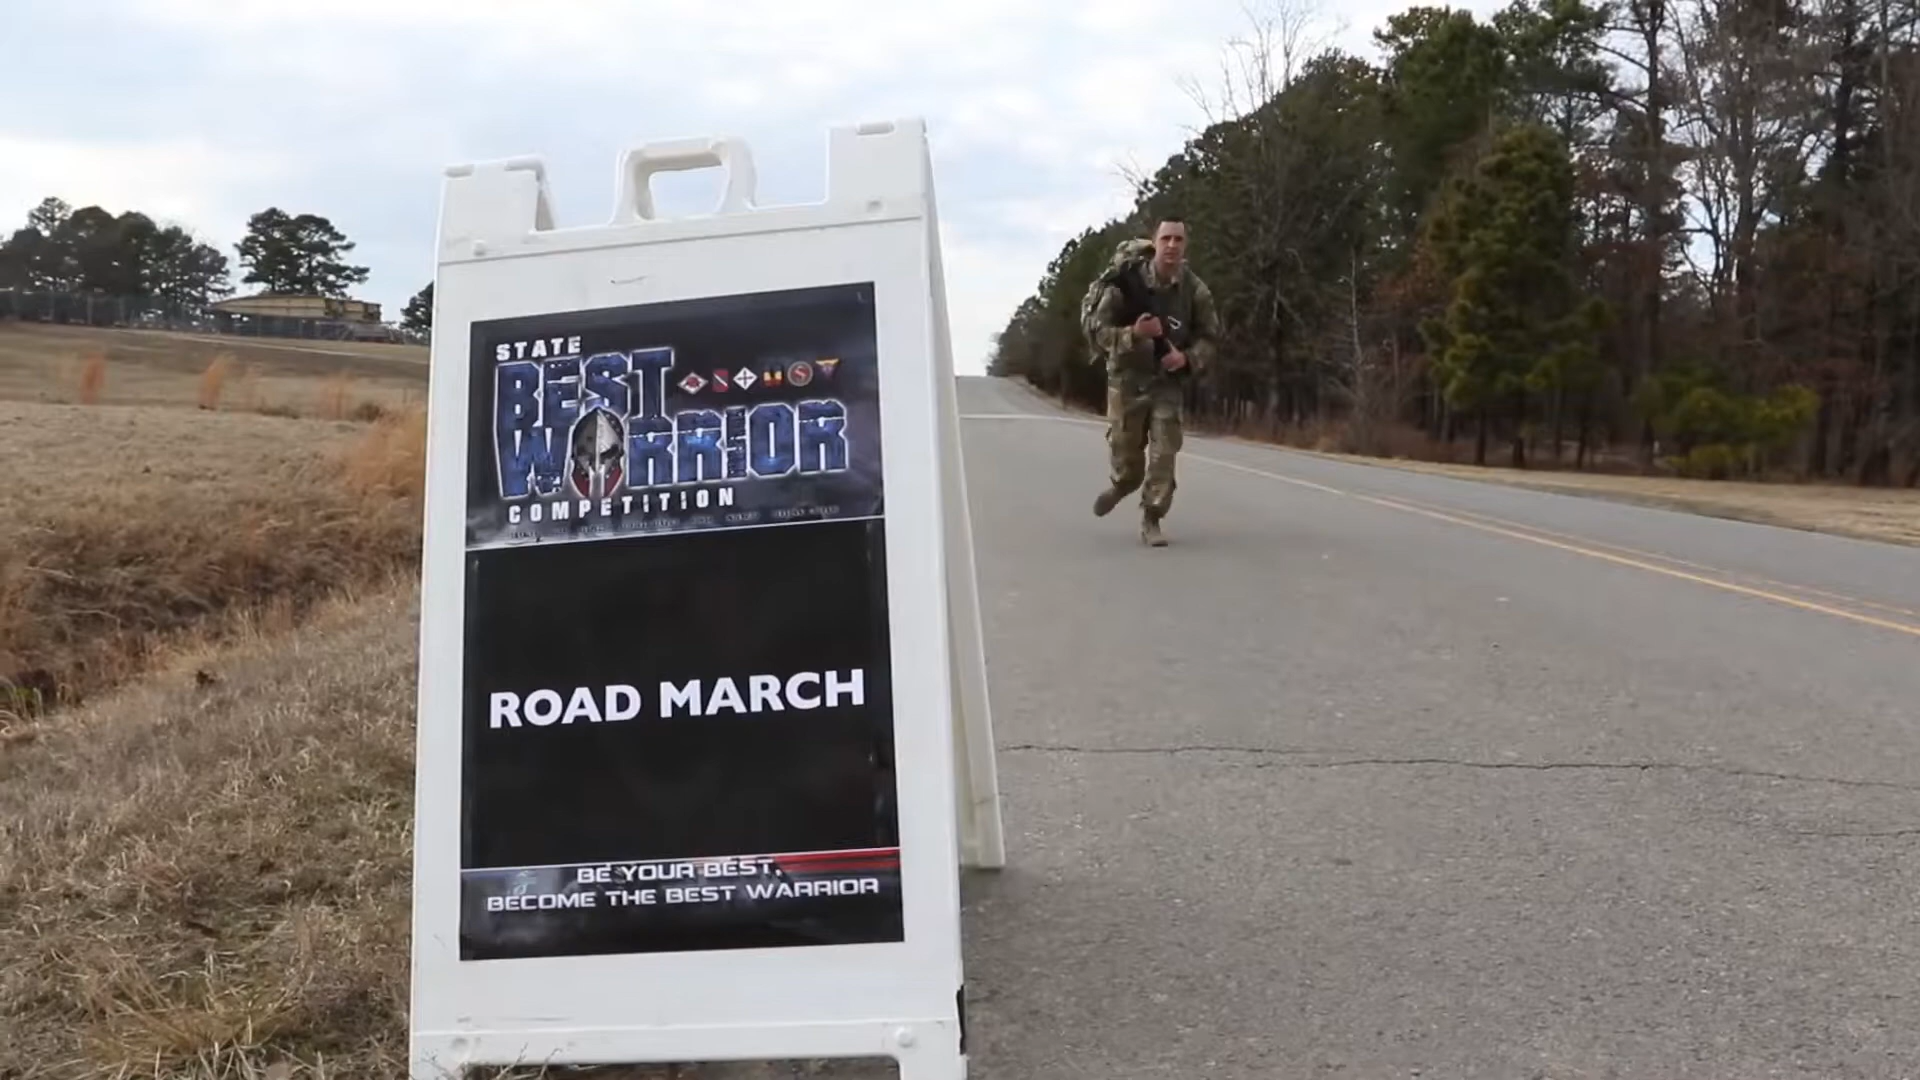 STATE
BEST
WARRIOR
COMPETITION
ROAD MARCH
BE YOUR BEST,
BECOME THE BEST WARRIOR